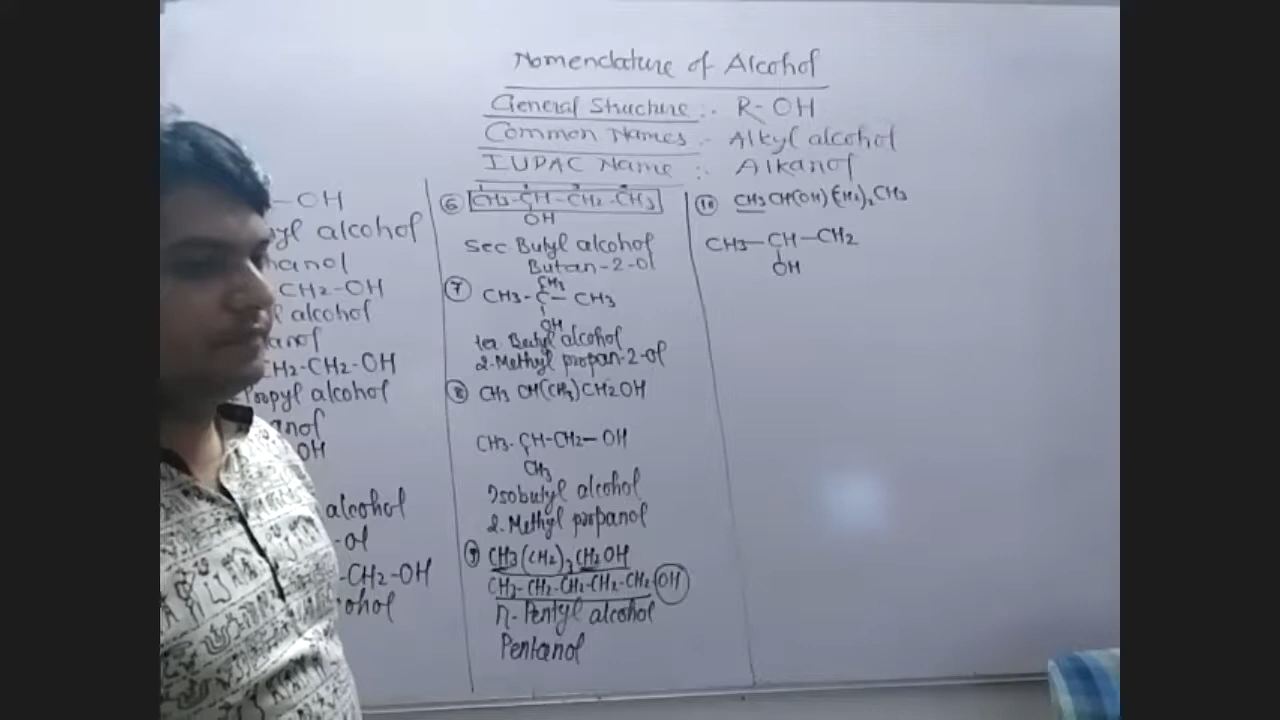 Nomenclature of Alcohol
General Structure :- R-OH
Common Names :- Alkyl alcohol
IUPAC Name :- Alkanol
-OH
yl alcohol
anol
CH2-OH
alcohol
anol
CH2-CH2-OH
Propyl alcohol
anol
OH
alcohol
-ol
-CH2-OH
ohol
⑥ CH3-CH-CH2-CH3
OH
Sec Butyl alcohol
Butan-2-ol
⑦ CH3
CH3-C-CH3
OH
ter Butyl alcohol
2-Methyl propan-2-ol
⑧ CH3 CH(CH3)CH2OH
CH3-CH-CH2-OH
CH3
Isobutyl alcohol
2-Methyl propanol
⑨ CH3(CH2)3CH2OH
CH3-CH2-CH2-CH2-CH2-OH
n-Pentyl alcohol
Pentanol
⑩ CH3CH(OH)(CH2)2CH3
CH3-CH-CH2
OH